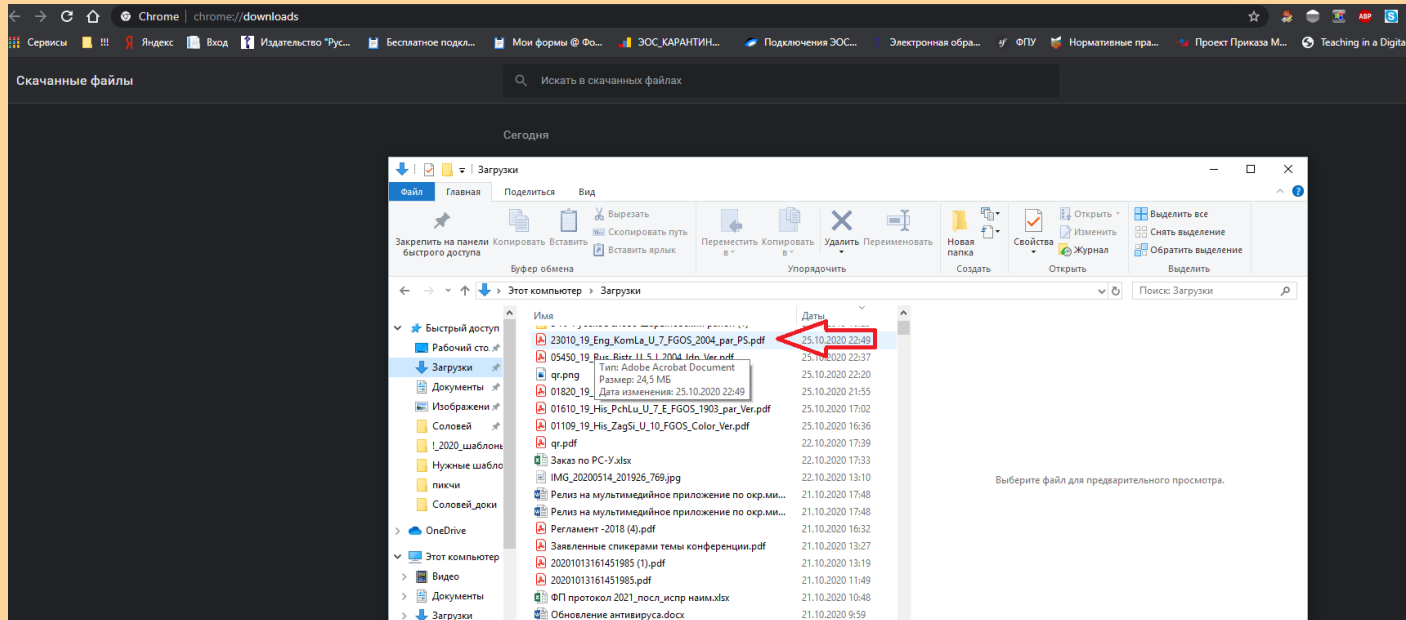 Chrome | chrome://downloads
ABP
S
Сервисы !!! Яндекс Вход Издательство "Рус... Бесплатное подкл... Мои формы @ Фо... ЭОС_КАРАНТИН... Подключения ЭОС... Электронная обра... ФПУ Нормативные пра... Проект Приказа М... Teaching in a Digita
Скачанные файлы
Искать в скачанных файлах
Сегодня
Загрузки
Файл Главная Поделиться Вид
Закрепить на панели быстрого доступа
Копировать Вставить
Вырезать
Скопировать путь
Вставить ярлык
Буфер обмена
Переместить в Копировать в Удалить Переименовать
Упорядочить
Новая папка
Создать
Свойства
Открыть
Изменить
Журнал
Открыть
Выделить все
Снять выделение
Обратить выделение
Выделить
Этот компьютер > Загрузки
Поиск: Загрузки
Быстрый доступ
Рабочий сто.
Загрузки
Документы
Изображени
Соловей
!_2020_шаблонь
Нужные шабло
пикчи
Соловей_доки
OneDrive
Этот компьютер
Видео
Документы
Загрузки
Имя Даты
23010_19_Eng_KomLa_U_7_FGOS_2004_par_PS.pdf 25.10.2020 22:49
05450_19_Rus_Bistr_U_5_I_2004_Idp_Ver.pdf 25.10.2020 22:37
qr.png 25.10.2020 22:20
01820_19_ 25.10.2020 21:55
Тип: Adobe Acrobat Document
Размер: 24,5 МБ
Дата изменения: 25.10.2020 22:49
01610_19_His_PchLu_U_7_E_FGOS_1903_par_Ver.pdf 25.10.2020 17:02
01109_19_His_ZagSi_U_10_FGOS_Color_Ver.pdf 25.10.2020 16:36
qr.pdf 22.10.2020 17:39
Заказ по РС-У.xlsx 22.10.2020 17:33
IMG_20200514_201926_769.jpg 22.10.2020 13:10
Релиз на мультимедийное приложение по окр.ми... 21.10.2020 17:48
Релиз на мультимедийное приложение по окр.ми... 21.10.2020 17:48
Регламент -2018 (4).pdf 21.10.2020 16:32
Заявленные спикерами темы конференции.pdf 21.10.2020 13:27
20201013161451985 (1).pdf 21.10.2020 13:19
20201013161451985.pdf 21.10.2020 11:49
ФП протокол 2021_посл_испр наим.xlsx 21.10.2020 10:48
Обновление антивируса.docx 21.10.2020 9:59
Выберите файл для предварительного просмотра.